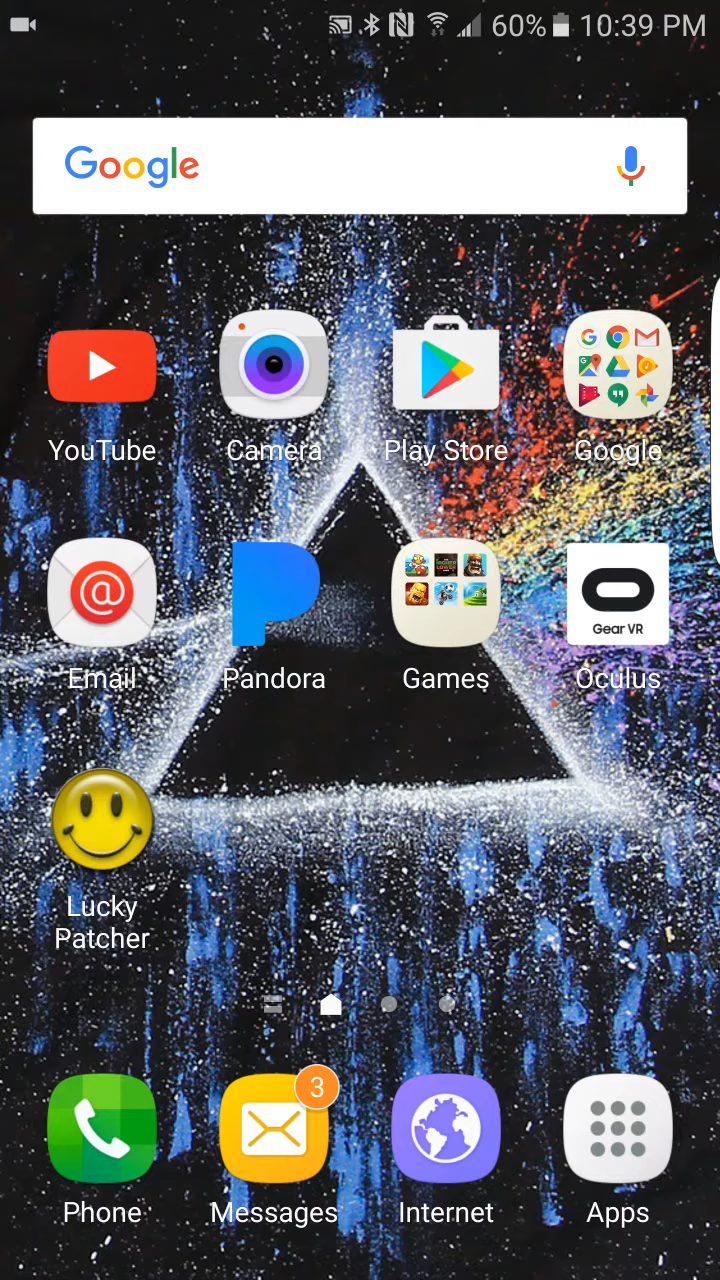 60% 10:39 PM
Google
YouTube Camera Play Store Google
Gear VR
Email Pandora Games Oculus
Lucky
Patcher
3
Phone Messages Internet Apps